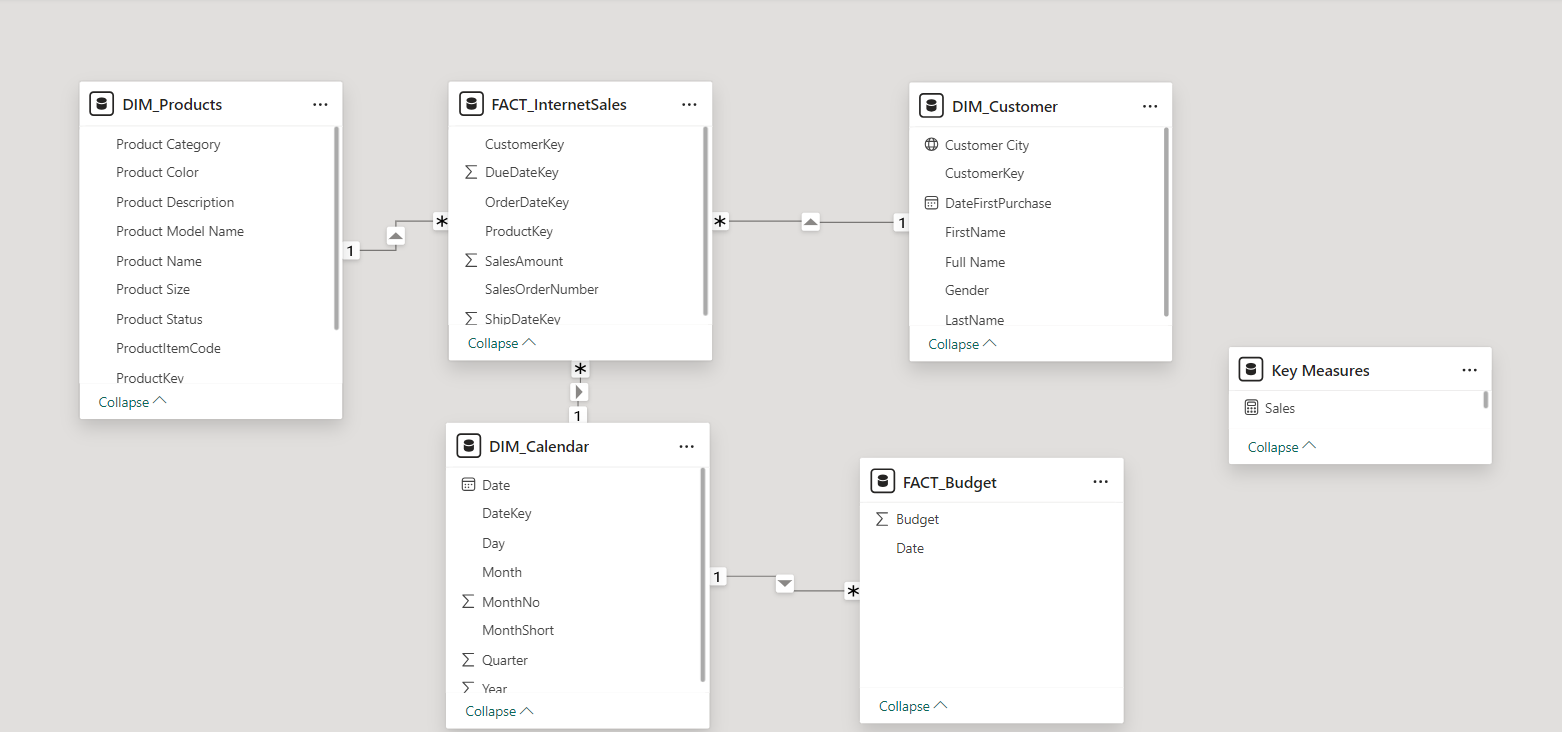 DIM_Products
Product Category
Product Color
Product Description
Product Model Name
Product Name
Product Size
Product Status
ProductItemCode
ProductKey
Collapse
1
*
FACT_InternetSales
CustomerKey
DueDateKey
OrderDateKey
ProductKey
SalesAmount
SalesOrderNumber
ShipDateKey
Collapse
*
1
DIM_Customer
Customer City
CustomerKey
DateFirstPurchase
FirstName
Full Name
Gender
LastName
Collapse
*
1
DIM_Calendar
Date
DateKey
Day
Month
MonthNo
MonthShort
Quarter
Year
Collapse
1
*
FACT_Budget
Budget
Date
Collapse
Key Measures
Sales
Collapse